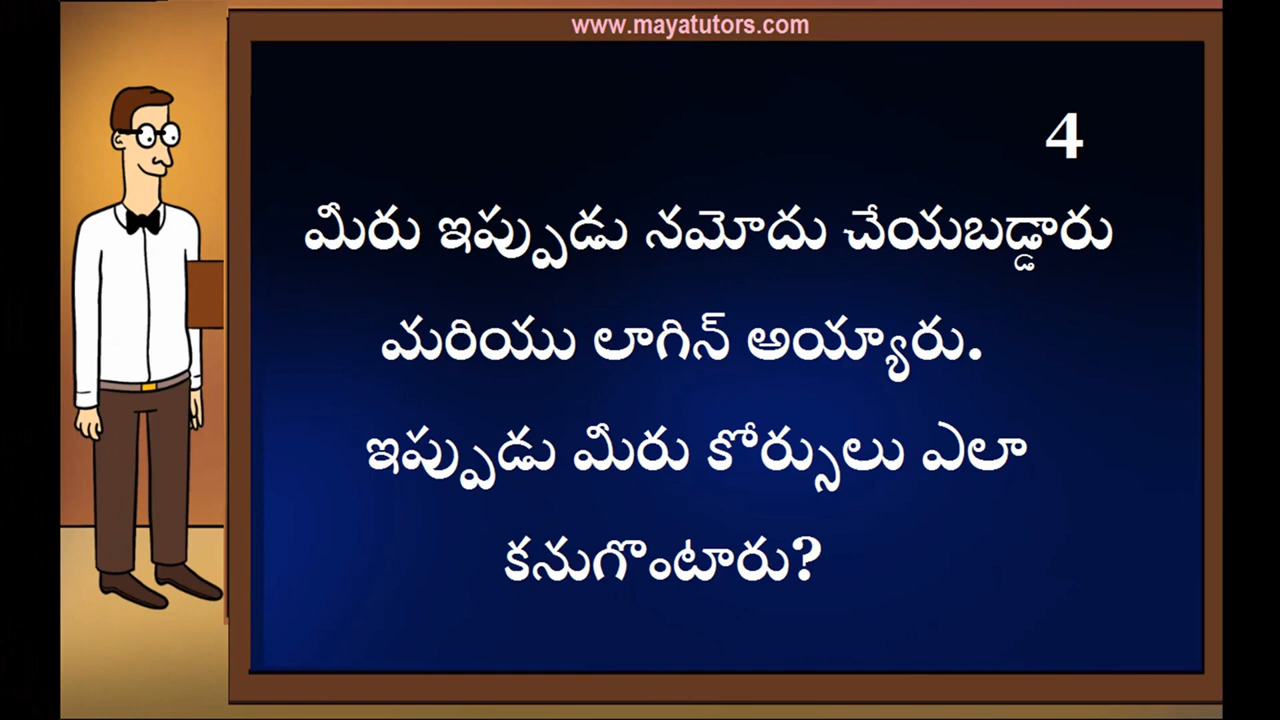 www.mayatutors.com
4
మీరు ఇప్పుడు నమోదు చేయబడ్డారు
మరియు లాగిన్ అయ్యారు.
ఇప్పుడు మీరు కోర్సులు ఎలా
కనుగొంటారు?